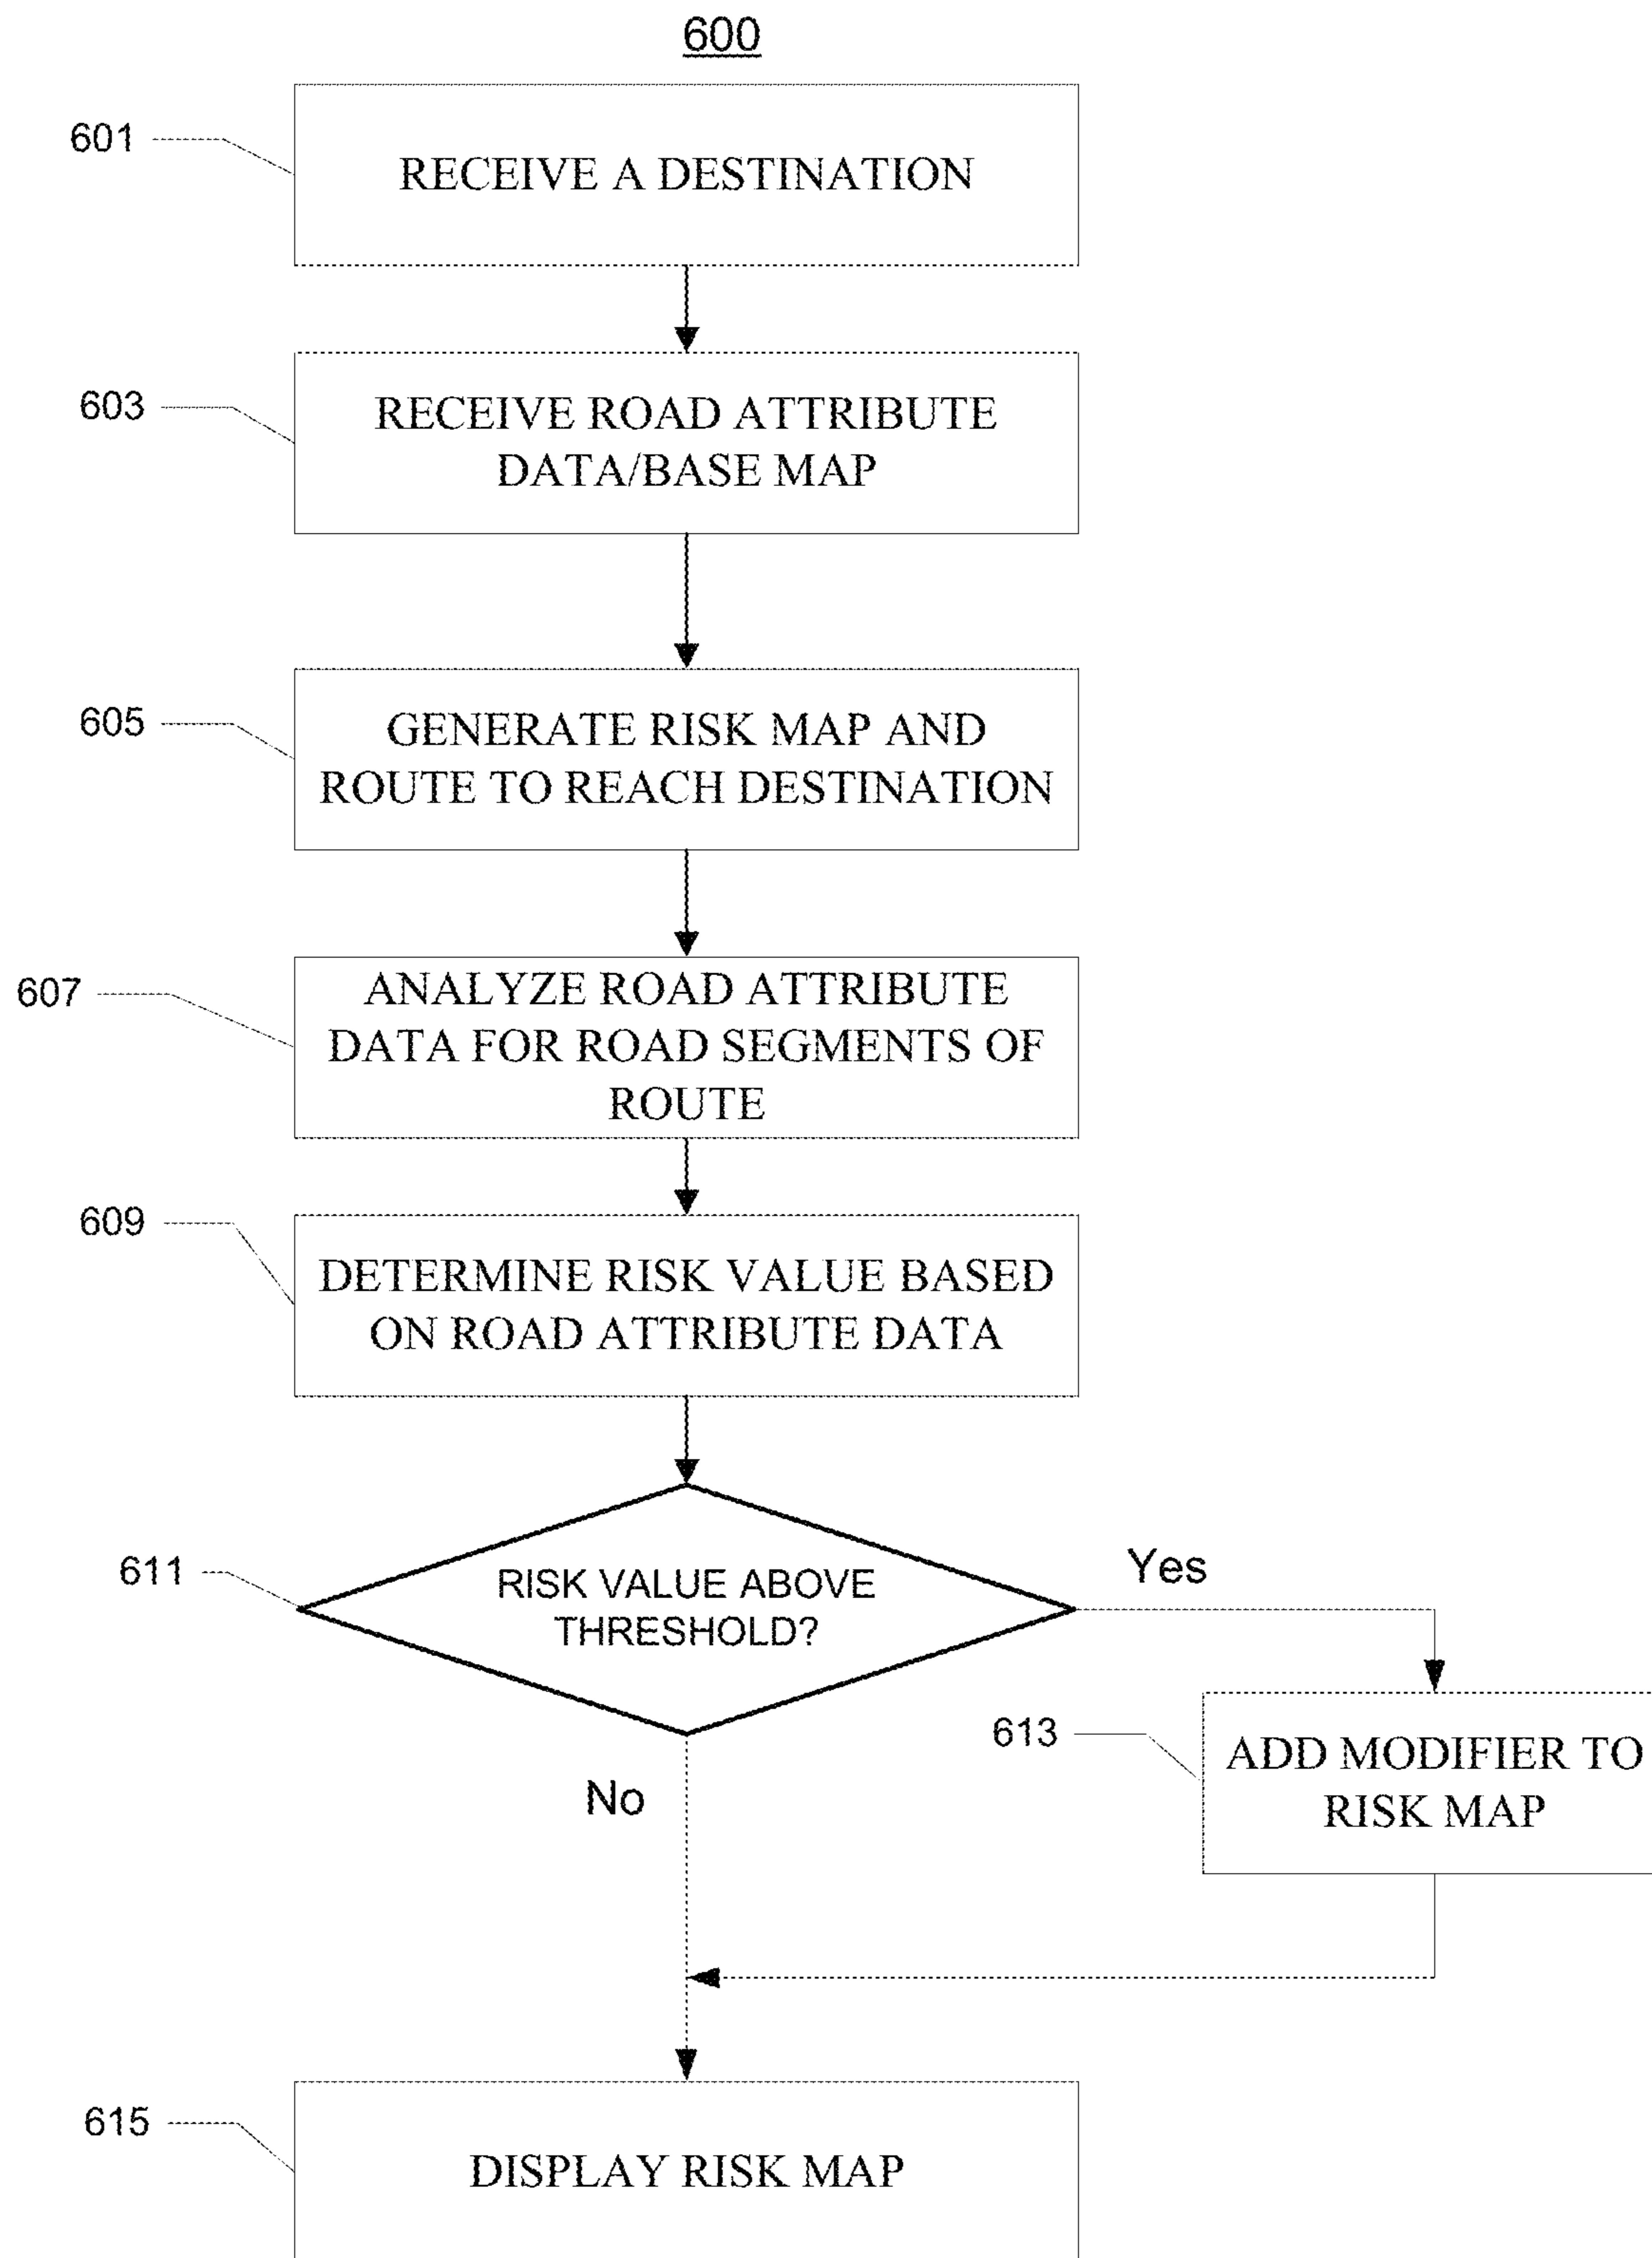 600
601
RECEIVE A DESTINATION
603
RECEIVE ROAD ATTRIBUTE
DATA/BASE MAP
605
GENERATE RISK MAP AND
ROUTE TO REACH DESTINATION
607
ANALYZE ROAD ATTRIBUTE
DATA FOR ROAD SEGMENTS OF
ROUTE
609
DETERMINE RISK VALUE BASED
ON ROAD ATTRIBUTE DATA
611
RISK VALUE ABOVE
THRESHOLD?
Yes
No
613
ADD MODIFIER TO
RISK MAP
615
DISPLAY RISK MAP